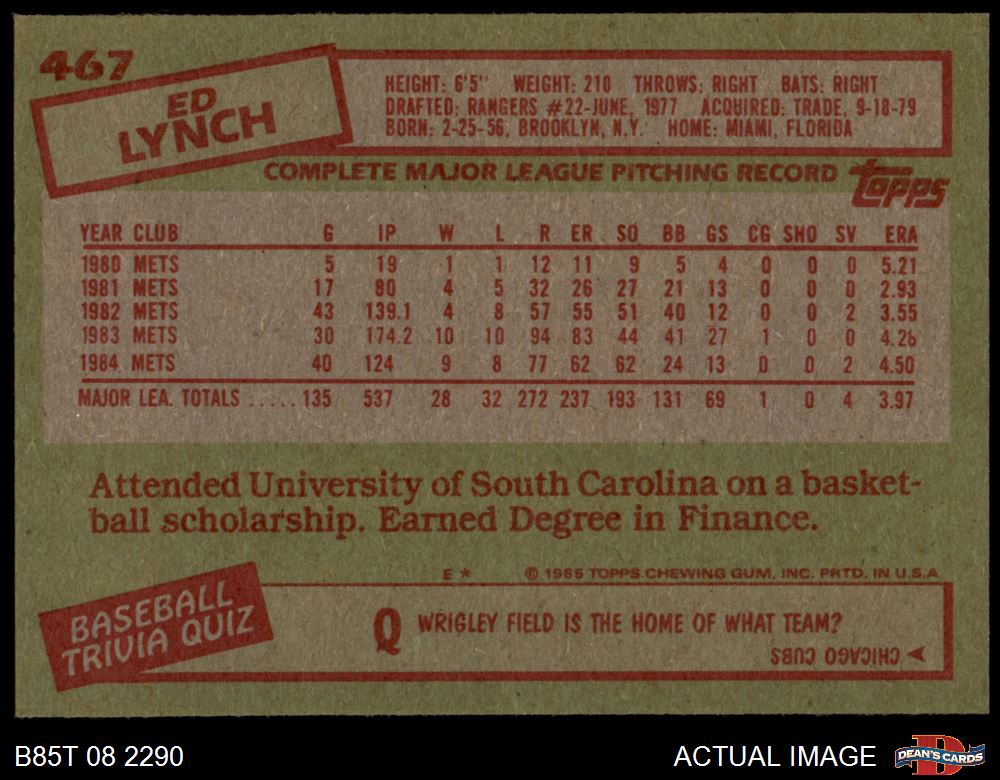 467
ED
LYNCH
HEIGHT: 6'5" WEIGHT: 210 THROWS: RIGHT BATS: RIGHT
DRAFTED: RANGERS #22-JUNE, 1977 ACQUIRED: TRADE, 9-18-79
BORN: 2-25-56, BROOKLYN, N.Y. HOME: MIAMI, FLORIDA
COMPLETE MAJOR LEAGUE PITCHING RECORD
topps
YEAR CLUB G IP W L R ER SO BB GS CG SHO SV ERA
1980 METS 5 19 1 1 12 11 9 5 4 0 0 0 5.21
1981 METS 17 80 4 5 32 26 27 21 13 0 0 0 2.93
1982 METS 43 139.1 4 8 57 55 51 40 12 0 0 2 3.55
1983 METS 30 174.2 10 10 94 83 44 41 27 1 0 0 4.26
1984 METS 40 124 9 8 77 62 62 24 13 0 0 2 4.50
MAJOR LEA. TOTALS ..... 135 537 28 32 272 237 193 131 69 1 0 4 3.97
Attended University of South Carolina on a basket-
ball scholarship. Earned Degree in Finance.
E * © 1985 TOPPS CHEWING GUM, INC. PRTD. IN U.S.A
BASEBALL
TRIVIA QUIZ
Q WRIGLEY FIELD IS THE HOME OF WHAT TEAM?
CHICAGO CUBS
B85T 08 2290
ACTUAL IMAGE
DEAN'S CARDS